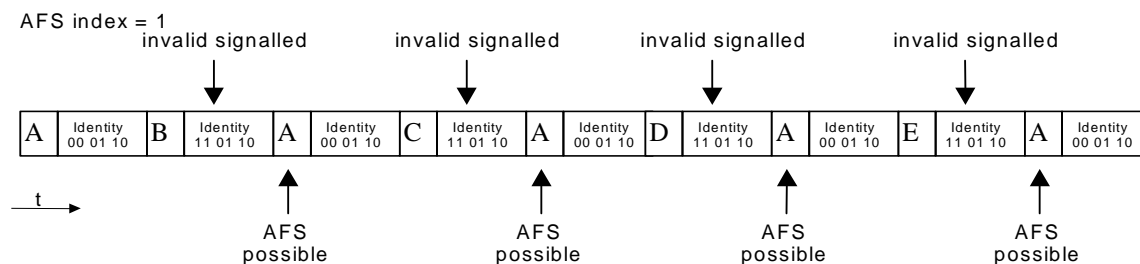 AFS index = 1
invalid signalled invalid signalled invalid signalled invalid signalled
A Identity B Identity A Identity C Identity A Identity D Identity A Identity E Identity A Identity
00 01 10 11 01 10 00 01 10 11 01 10 00 01 10 11 01 10 00 01 10 11 01 10 00 01 10
t
AFS AFS AFS AFS
possible possible possible possible